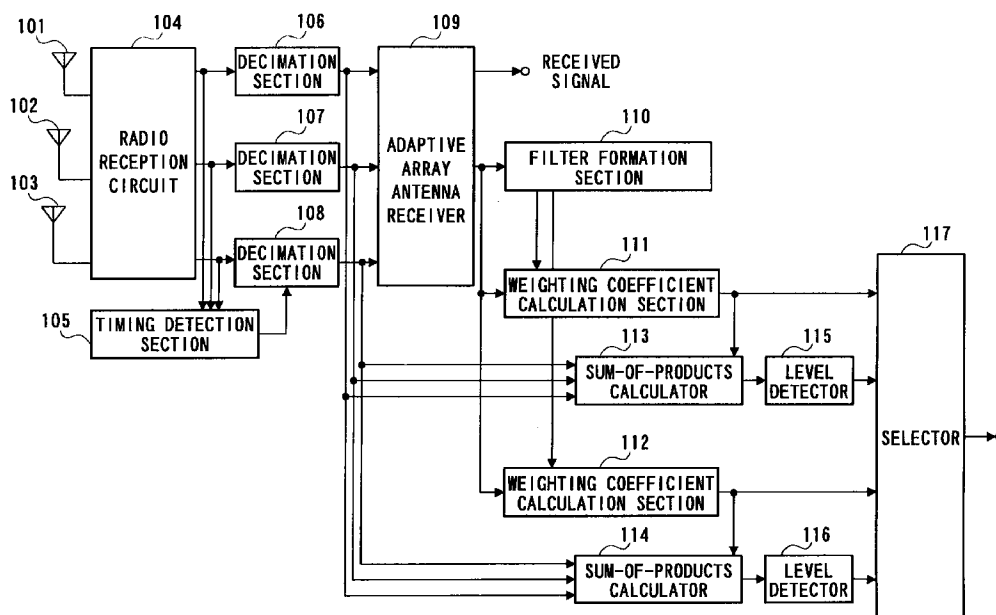 101
104
106
109
DECIMATION
SECTION
RECEIVED
SIGNAL
102
RADIO
RECEPTION
CIRCUIT
107
DECIMATION
SECTION
ADAPTIVE
ARRAY
ANTENNA
RECEIVER
110
FILTER FORMATION
SECTION
103
108
DECIMATION
SECTION
111
WEIGHTING COEFFICIENT
CALCULATION SECTION
117
105
TIMING DETECTION
SECTION
113
SUM-OF-PRODUCTS
CALCULATOR
115
LEVEL
DETECTOR
SELECTOR
112
WEIGHTING COEFFICIENT
CALCULATION SECTION
114
SUM-OF-PRODUCTS
CALCULATOR
116
LEVEL
DETECTOR